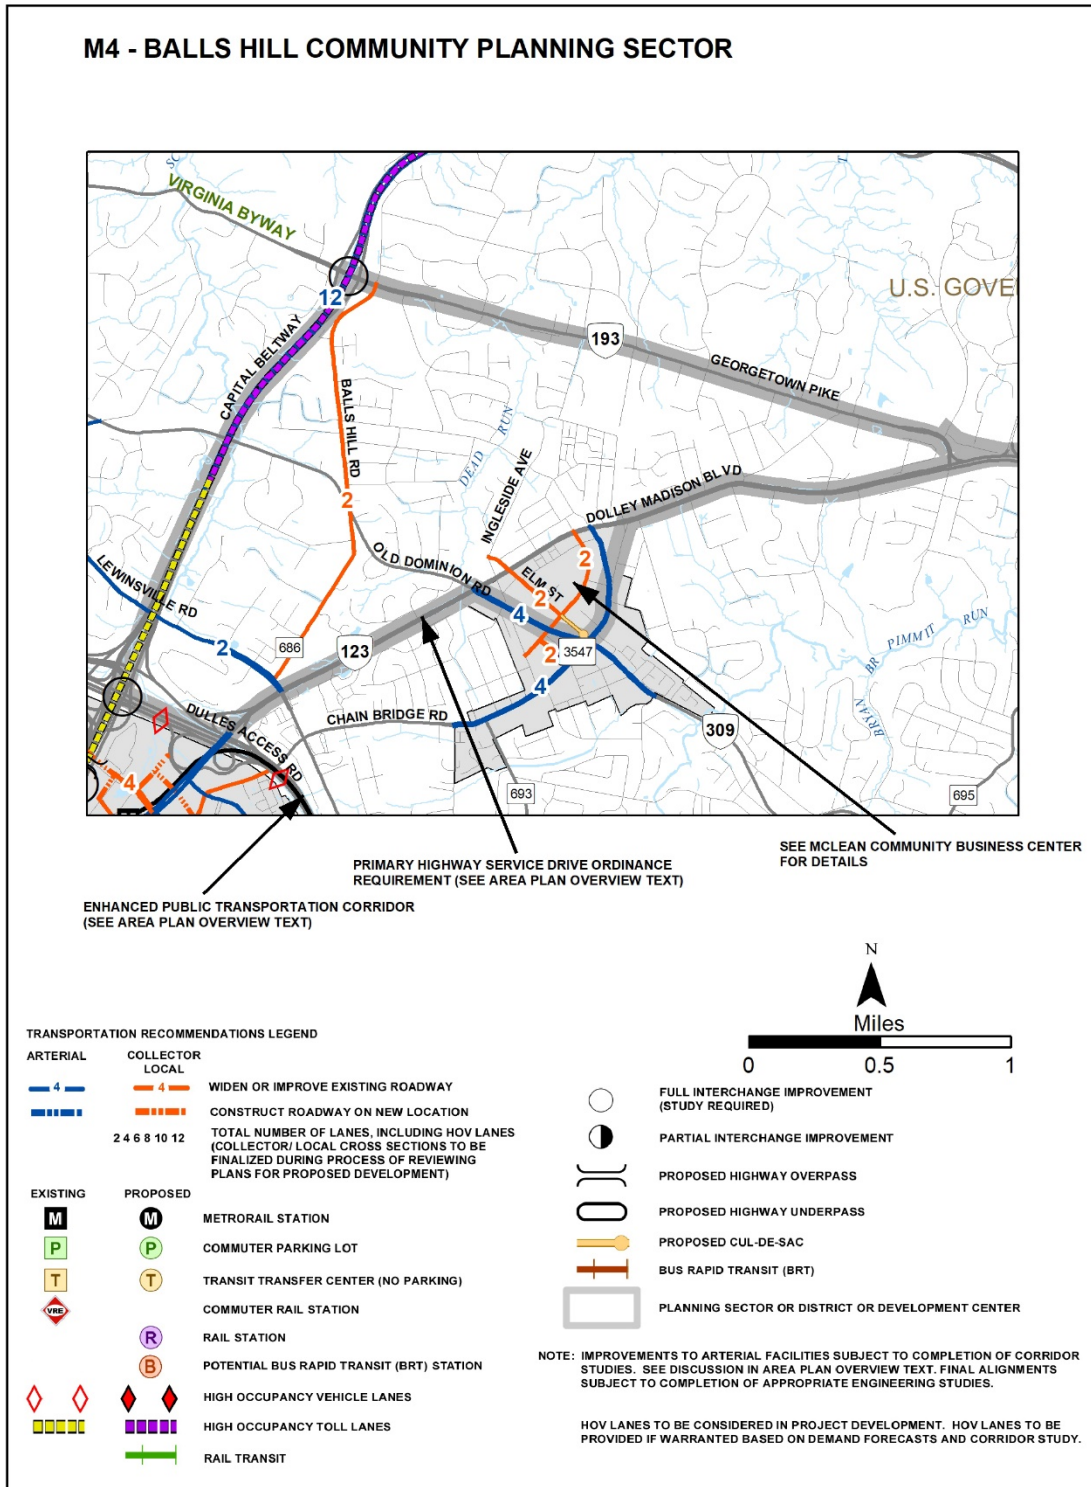 M4 - BALLS HILL COMMUNITY PLANNING SECTOR
VIRGINIA BYWAY
12
U.S. GOVE
193
CAPITAL BELTWAY
GEORGETOWN PIKE
BALLS HILL RD
DEAD RUN
INGLESIDE AVE
2
DOLLEY MADISON BLVD
OLD DOMINION RD
LEWINSVILLE RD
ELM ST
2
2
4
2
686
123
2
3547
4
PIMMIT RUN
BRYAN BR
DULLES ACCESS RD
CHAIN BRIDGE RD
309
4
693
695
SEE MCLEAN COMMUNITY BUSINESS CENTER
FOR DETAILS
PRIMARY HIGHWAY SERVICE DRIVE ORDINANCE
REQUIREMENT (SEE AREA PLAN OVERVIEW TEXT)
ENHANCED PUBLIC TRANSPORTATION CORRIDOR
(SEE AREA PLAN OVERVIEW TEXT)
N
Miles
0 0.5 1
TRANSPORTATION RECOMMENDATIONS LEGEND
ARTERIAL COLLECTOR
LOCAL
4 4 WIDEN OR IMPROVE EXISTING ROADWAY
CONSTRUCT ROADWAY ON NEW LOCATION
2 4 6 8 10 12 TOTAL NUMBER OF LANES, INCLUDING HOV LANES
(COLLECTOR/ LOCAL CROSS SECTIONS TO BE
FINALIZED DURING PROCESS OF REVIEWING
PLANS FOR PROPOSED DEVELOPMENT)
EXISTING PROPOSED
M M METRORAIL STATION
P P COMMUTER PARKING LOT
T T TRANSIT TRANSFER CENTER (NO PARKING)
VRE COMMUTER RAIL STATION
R RAIL STATION
B POTENTIAL BUS RAPID TRANSIT (BRT) STATION
HIGH OCCUPANCY VEHICLE LANES
HIGH OCCUPANCY TOLL LANES
RAIL TRANSIT
FULL INTERCHANGE IMPROVEMENT
(STUDY REQUIRED)
PARTIAL INTERCHANGE IMPROVEMENT
PROPOSED HIGHWAY OVERPASS
PROPOSED HIGHWAY UNDERPASS
PROPOSED CUL-DE-SAC
BUS RAPID TRANSIT (BRT)
PLANNING SECTOR OR DISTRICT OR DEVELOPMENT CENTER
NOTE: IMPROVEMENTS TO ARTERIAL FACILITIES SUBJECT TO COMPLETION OF CORRIDOR
STUDIES. SEE DISCUSSION IN AREA PLAN OVERVIEW TEXT. FINAL ALIGNMENTS
SUBJECT TO COMPLETION OF APPROPRIATE ENGINEERING STUDIES.
HOV LANES TO BE CONSIDERED IN PROJECT DEVELOPMENT. HOV LANES TO BE
PROVIDED IF WARRANTED BASED ON DEMAND FORECASTS AND CORRIDOR STUDY.